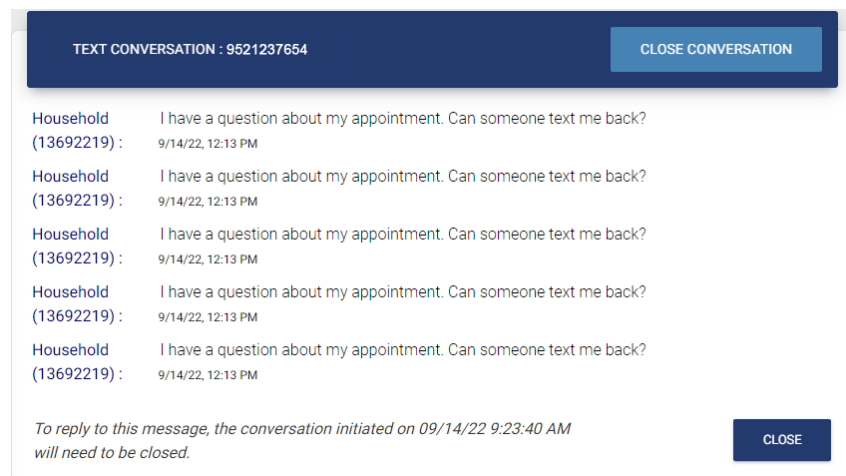 TEXT CONVERSATION : 9521237654
CLOSE CONVERSATION
Household I have a question about my appointment. Can someone text me back?
(13692219) : 9/14/22, 12:13 PM
Household I have a question about my appointment. Can someone text me back?
(13692219) : 9/14/22, 12:13 PM
Household I have a question about my appointment. Can someone text me back?
(13692219) : 9/14/22, 12:13 PM
Household I have a question about my appointment. Can someone text me back?
(13692219) : 9/14/22, 12:13 PM
Household I have a question about my appointment. Can someone text me back?
(13692219) : 9/14/22, 12:13 PM
To reply to this message, the conversation initiated on 09/14/22 9:23:40 AM
will need to be closed.
CLOSE